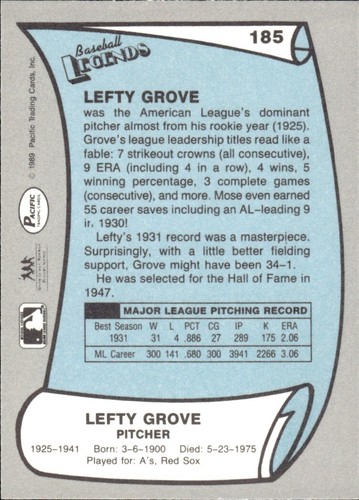 185
Baseball
LEGENDS
LEFTY GROVE
was the American League's dominant
pitcher almost from his rookie year (1925).
Grove's league leadership titles read like a
fable: 7 strikeout crowns (all consecutive),
9 ERA (including 4 in a row), 4 wins, 5
winning percentage, 3 complete games
(consecutive), and more. Mose even earned
55 career saves including an AL-leading 9
ir. 1930!
Lefty's 1931 record was a masterpiece.
Surprisingly, with a little better fielding
support, Grove might have been 34-1.
He was selected for the Hall of Fame in
1947.
MAJOR LEAGUE PITCHING RECORD
Best Season W L PCT CG IP K ERA
1931 31 4 .886 27 289 175 2.06
ML Career 300 141 .680 300 3941 2266 3.06
LEFTY GROVE
PITCHER
1925-1941 Born: 3-6-1900 Died: 5-23-1975
Played for: A's, Red Sox
© 1989 Pacific Trading Cards, Inc.
PACIFIC
TRADING CARDS